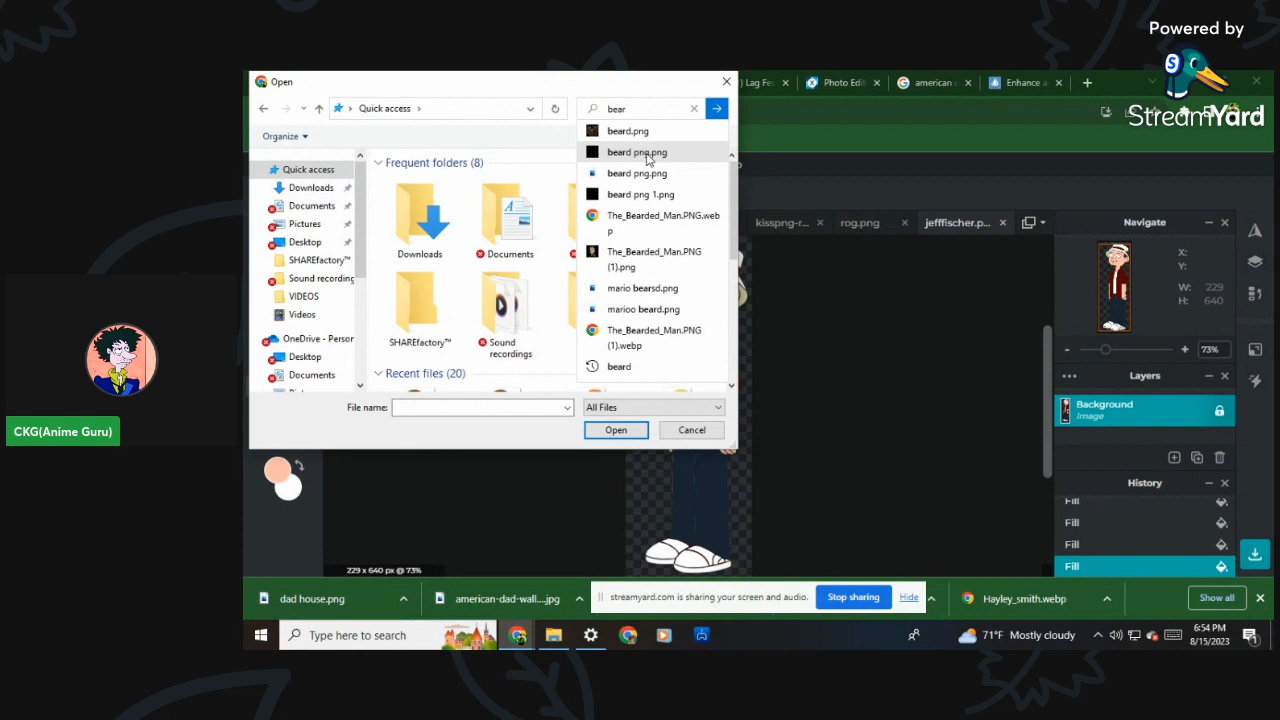 Powered by
StreamYard
Open
Lag Fes
Photo Edit
american
Enhance a
Quick access
bear
Organize
beard.png
beard png.png
beard png.png
beard png 1.png
The_Bearded_Man.PNG.web
p
The_Bearded_Man.PNG
(1).png
mario bearsd.png
marioo beard.png
The_Bearded_Man.PNG
(1).webp
beard
Quick access
Downloads
Documents
Pictures
Desktop
SHAREfactory™
Sound recording
VIDEOS
Videos
OneDrive - Person
Desktop
Documents
Frequent folders (8)
Downloads
Documents
SHAREfactory™
Sound
recordings
Recent files (20)
File name:
All Files
Open
Cancel
kisspng-r...
rog.png
jefffischer.p...
Navigate
X:
Y:
W: 229
H: 640
73%
Layers
Background
Image
History
Fill
Fill
Fill
Fill
CKG(Anime Guru)
229 x 640 px @ 73%
dad house.png
american-dad-wall....jpg
streamyard.com is sharing your screen and audio.
Stop sharing
Hide
Hayley_smith.webp
Show all
Type here to search
71°F Mostly cloudy
6:54 PM
8/15/2023
1